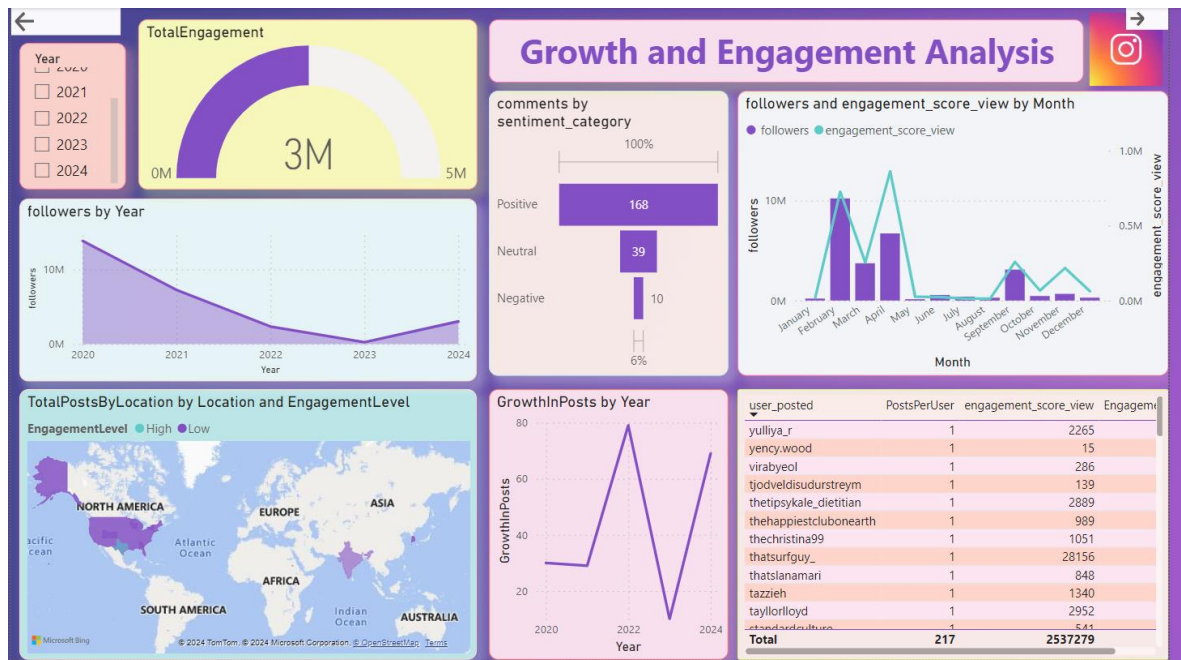 Year
2020
2021
2022
2023
2024
TotalEngagement
3M
0M
5M
Growth and Engagement Analysis
followers by Year
followers
10M
0M
2020
2021
2022
2023
2024
Year
comments by
sentiment_category
100%
Positive
168
Neutral
39
Negative
10
6%
followers and engagement_score_view by Month
followers
engagement_score_view
followers
10M
0M
1.0M
0.5M
0.0M
engagement_score_view
January
February
March
April
May
June
July
August
September
October
November
December
Month
TotalPostsByLocation by Location and EngagementLevel
EngagementLevel High Low
NORTH AMERICA
EUROPE
ASIA
acific
cean
Atlantic
Ocean
AFRICA
SOUTH AMERICA
Indian
Ocean
AUSTRALIA
Microsoft Bing
© 2024 TomTom, © 2024 Microsoft Corporation, © OpenStreetMap Terms
GrowthInPosts by Year
GrowthInPosts
80
60
40
20
2020
2022
2024
Year
user_posted PostsPerUser engagement_score_view Engageme
yulliya_r 1 2265
yency.wood 1 15
virabyeol 1 286
tjodveldisudurstreym 1 139
thetipsykale_dietitian 1 2889
thehappiestclubonearth 1 989
thechristina99 1 1051
thatsurfguy_ 1 28156
thatslanamari 1 848
tazzieh 1 1340
tayllorlloyd 1 2952
standardculture 1 541
Total 217 2537279